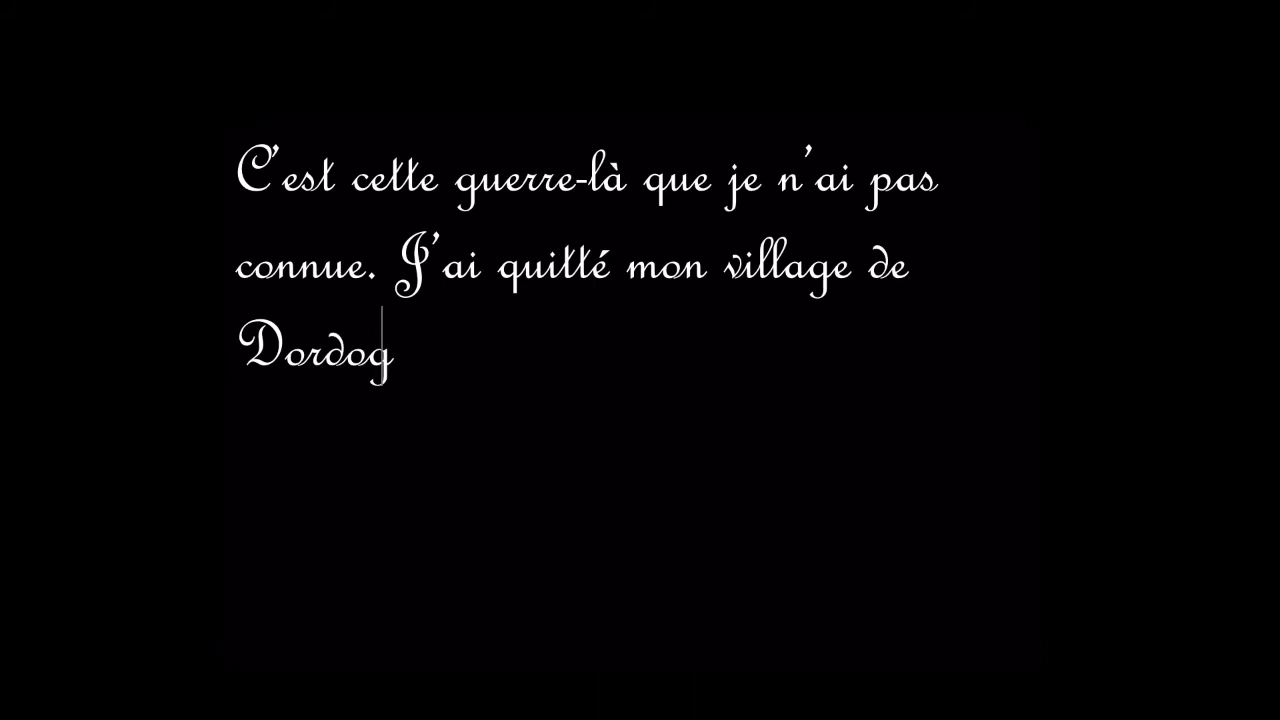 C'est cette guerre-là que je n'ai pas
connue. J'ai quitté mon village de
Dordog